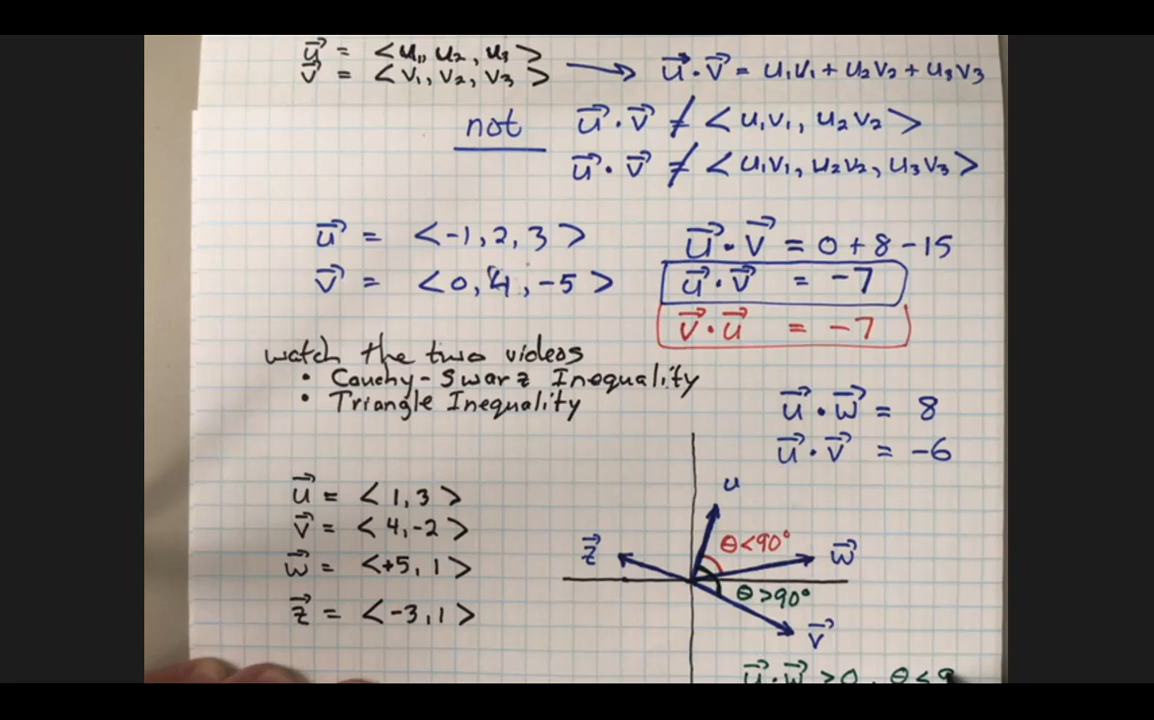 u⃗ = <u₁, u₂, u₃>
v⃗ = <v₁, v₂, v₃> → u⃗ · v⃗ = u₁v₁ + u₂v₂ + u₃v₃
not u⃗ · v⃗ ≠ <u₁v₁, u₂v₂>
u⃗ · v⃗ ≠ <u₁v₁, u₂v₂, u₃v₃>
u⃗ = <-1, 2, 3>
u⃗ · v⃗ = 0 + 8 - 15
v⃗ = <0, 4, -5>
u⃗ · v⃗ = -7
v⃗ · u⃗ = -7
watch the two videos
• Cauchy - Swarz Inequality
• Triangle Inequality
u⃗ · w⃗ = 8
u⃗ · v⃗ = -6
u⃗ = <1, 3>
v⃗ = <4, -2>
w⃗ = <+5, 1>
z⃗ = <-3, 1>
u
θ<90°
z⃗
w⃗
θ>90°
v⃗
u⃗ · w⃗ >0, θ<9